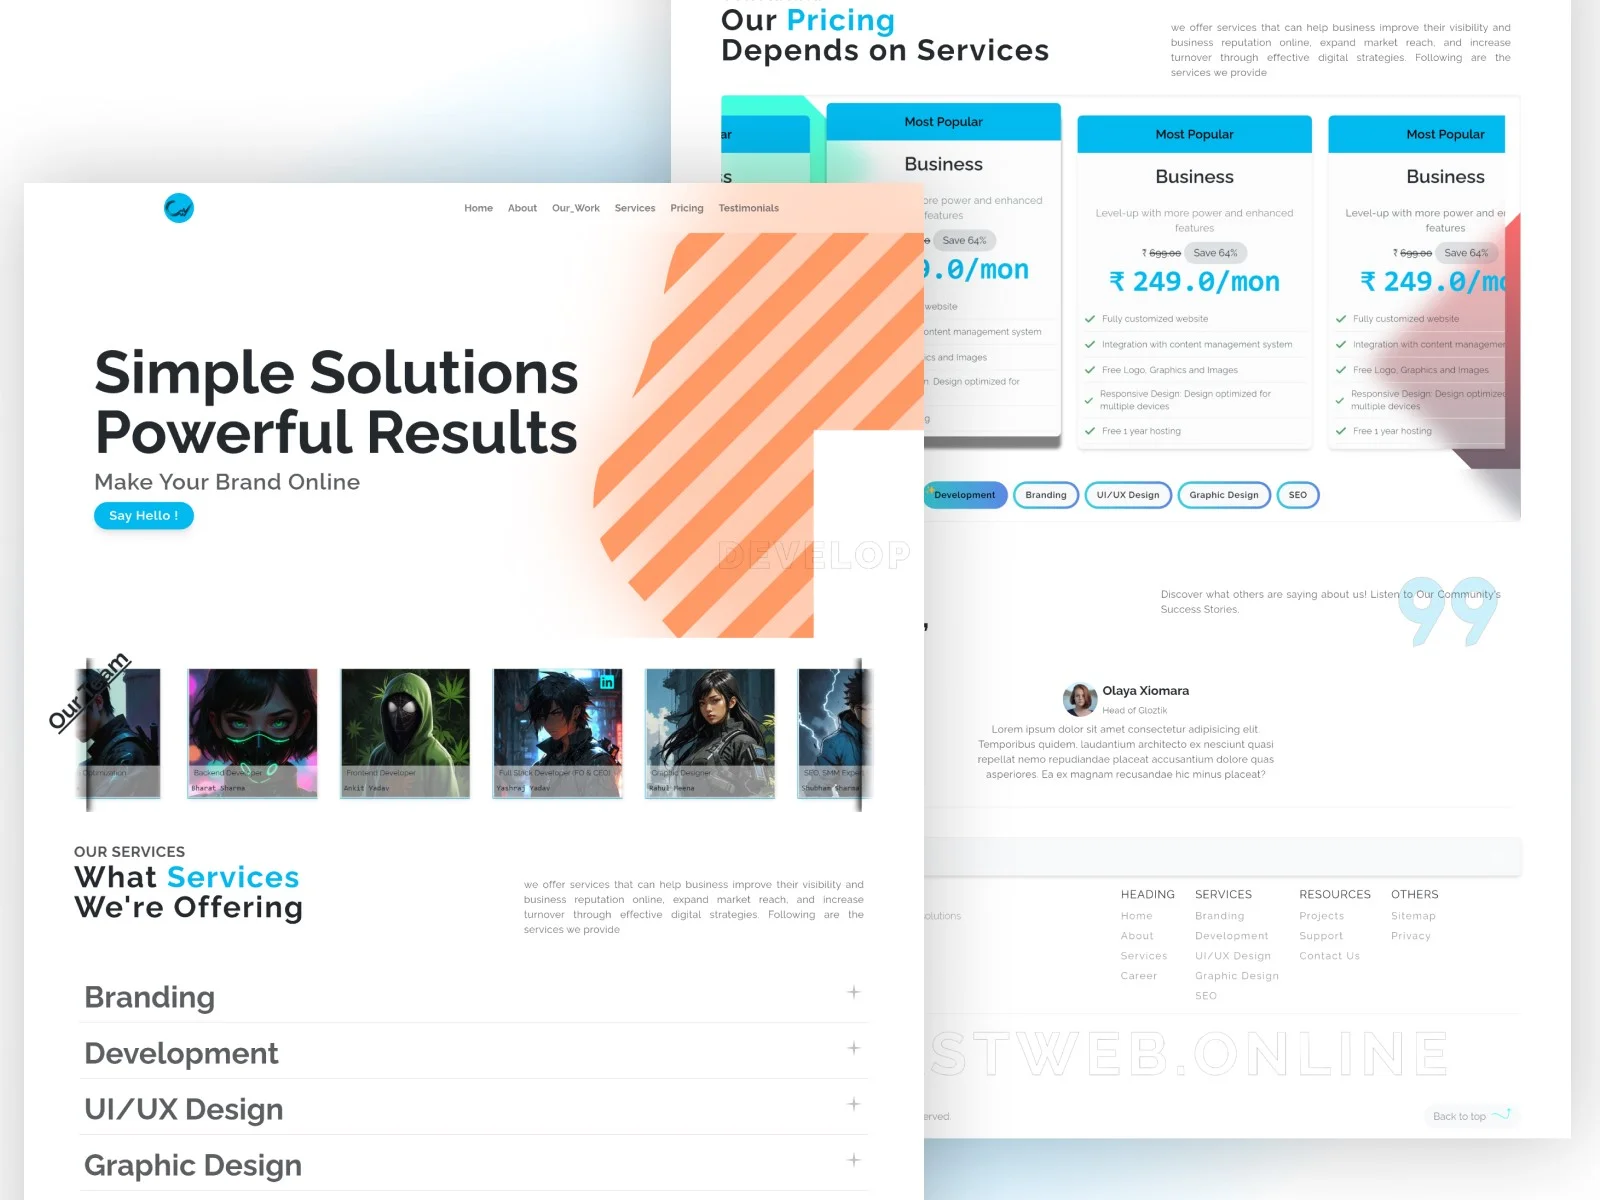 Our Pricing
Depends on Services
we offer services that can help business improve their visibility and
business reputation online, expand market reach, and increase
turnover through effective digital strategies. Following are the
services we provide
ar
s
Most Popular
Business
ore power and enhanced
features
Save 64%
9.0/mon
website
ontent management system
ics and Images
n: Design optimized for
g
Most Popular
Business
Level-up with more power and enhanced
features
₹ 699.00 Save 64%
₹ 249.0/mon
Fully customized website
Integration with content management system
Free Logo, Graphics and Images
Responsive Design: Design optimized for
multiple devices
Free 1 year hosting
Most Popular
Business
Level-up with more power and en
features
₹ 699.00 Save 64%
₹ 249.0/mo
Fully customized website
Integration with content managemen
Free Logo, Graphics and Images
Responsive Design: Design optimized
multiple devices
Free 1 year hosting
Development Branding UI/UX Design Graphic Design SEO
Discover what others are saying about us! Listen to Our Community's
Success Stories.
99
Olaya Xiomara
Head of Gloztik
Lorem ipsum dolor sit amet consectetur adipisicing elit.
Temporibus quidem, laudantium architecto ex nesciunt quasi
repellat nemo repudiandae placeat accusantium dolore quas
asperiores. Ea ex magnam recusandae hic minus placeat?
olutions
HEADING
Home
About
Services
Career
SERVICES
Branding
Development
UI/UX Design
Graphic Design
SEO
RESOURCES
Projects
Support
Contact Us
OTHERS
Sitemap
Privacy
STWEB.ONLINE
erved.
Back to top
Home About Our_Work Services Pricing Testimonials
Simple Solutions
Powerful Results
Make Your Brand Online
Say Hello !
DEVELOP
Our Team
Optimisation
Backend Developer
Bharat Sharma
Frontend Developer
Ankit Yadav
in
Full Stack Developer (FD & CEO)
Yashraj Yadav
Graphic Designer
Rahul Meena
SEO, SMM Exper
Shubham Sharma
OUR SERVICES
What Services
We're Offering
we offer services that can help business improve their visibility and
business reputation online, expand market reach, and increase
turnover through effective digital strategies. Following are the
services we provide
Branding
Development
UI/UX Design
Graphic Design